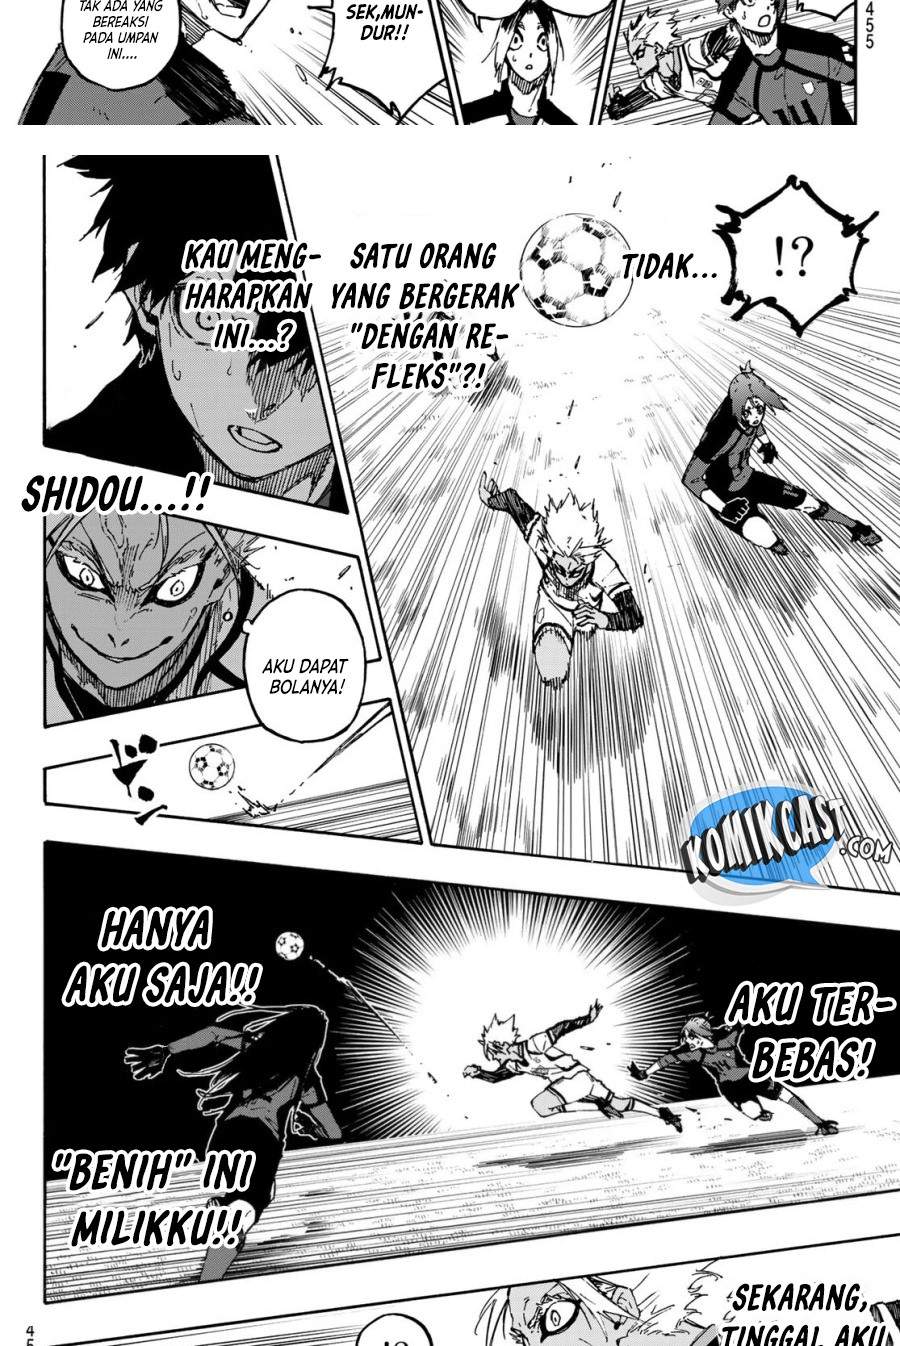 TAK ADA YANG
BEREAKSI
PADA UMPAN
INI....
SEK,MUN-
DUR!!
455
!?
TIDAK...
SATU ORANG
YANG BERGERAK
"DENGAN RE-
FLEKS"?!
KAU MENG-
HARAPKAN
INI...?
SHIDOU...!!
AKU DAPAT
BOLANYA!
ドン
KOMIKCAST
.COM
HANYA
AKU SAJA!!
AKU TER-
BEBAS!
"BENIH" INI
MILIKKU!!
SEKARANG,
TINGGAL AKU
!?